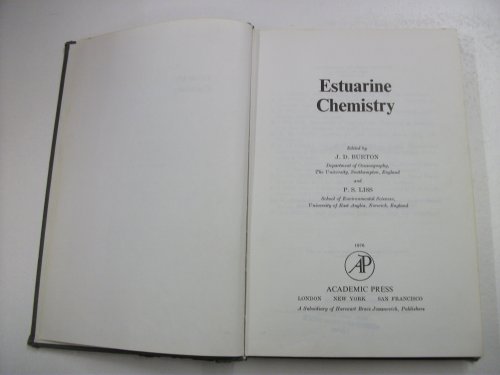 Estuarine
Chemistry
Edited by
J. D. BURTON
Department of Oceanography,
The University, Southampton, England
and
P. S. LISS
School of Environmental Sciences,
University of East Anglia, Norwich, England
1976
AP
ACADEMIC PRESS
LONDON NEW YORK SAN FRANCISCO
A Subsidiary of Harcourt Brace Jovanovich, Publishers